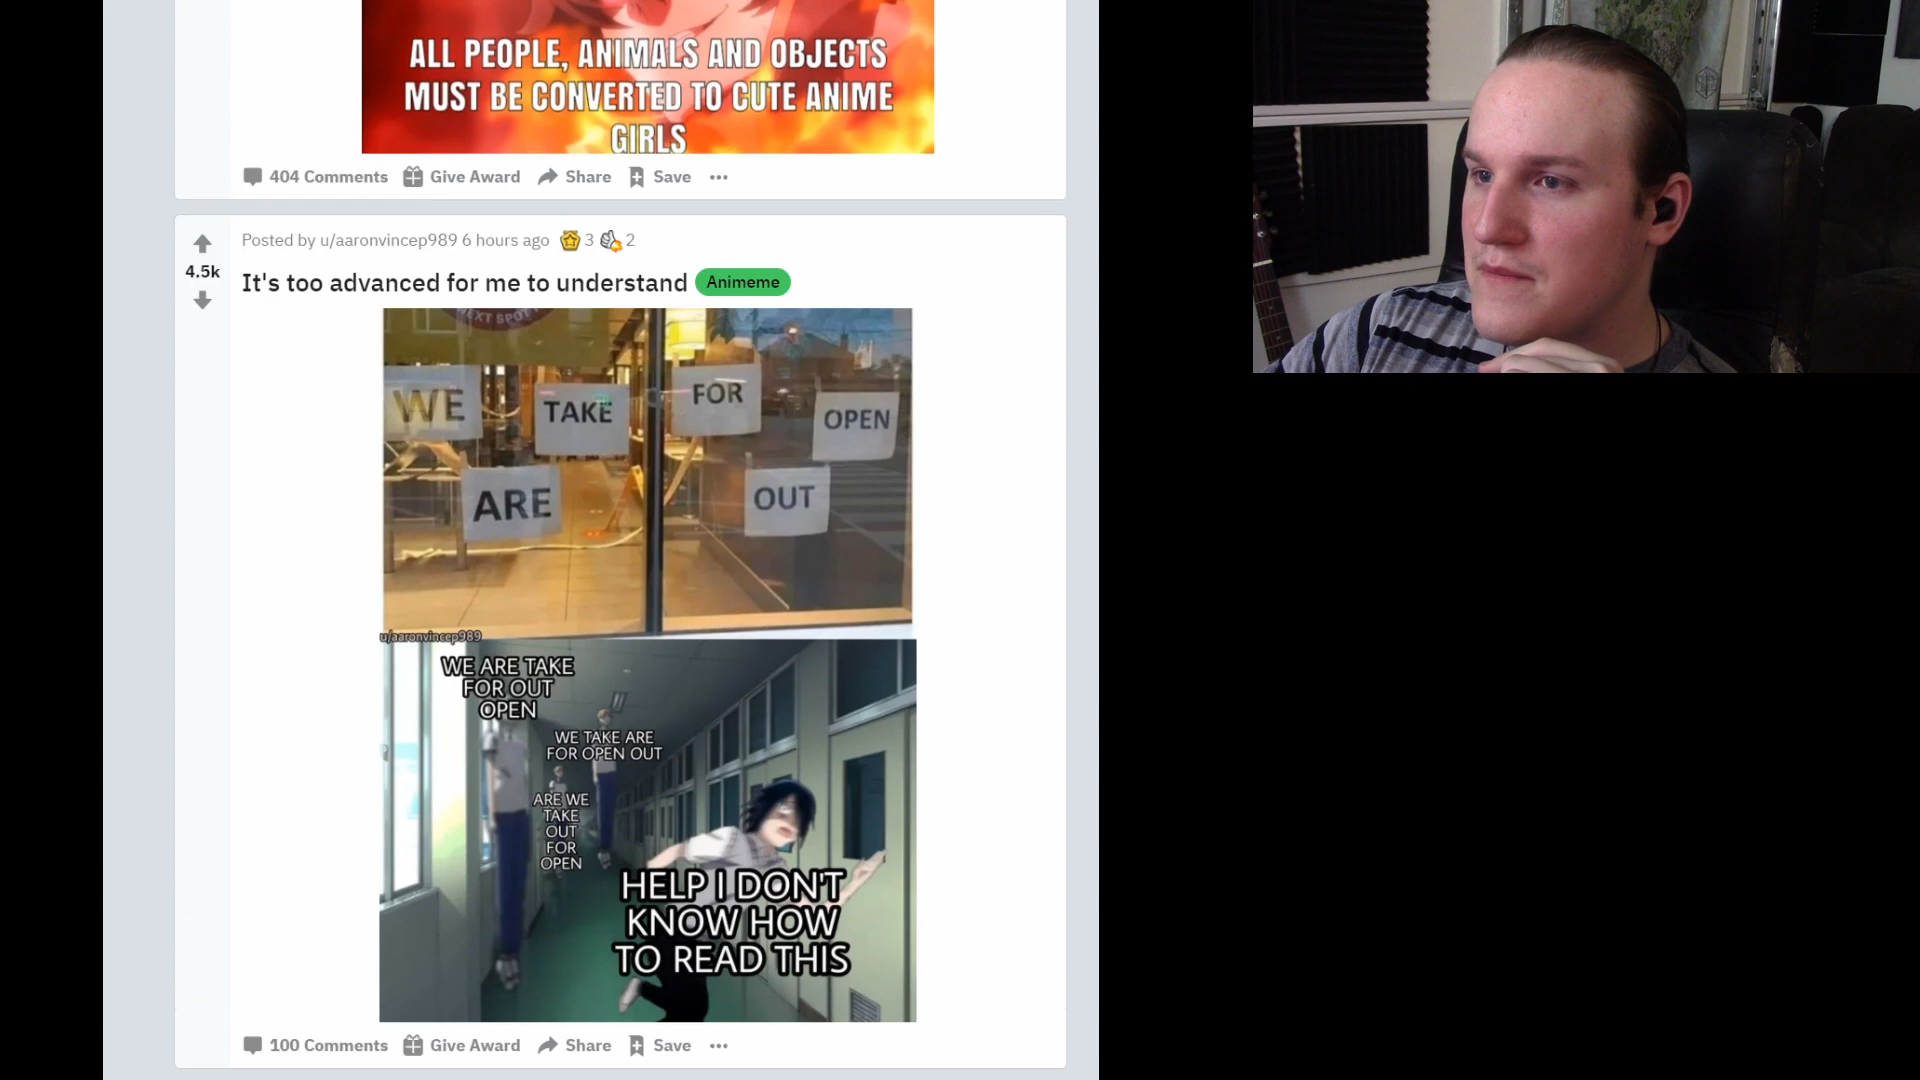 ALL PEOPLE, ANIMALS AND OBJECTS
MUST BE CONVERTED TO CUTE ANIME
GIRLS
404 Comments Give Award Share Save
Posted by u/aaronvincep989 6 hours ago 3 2
4.5k
It's too advanced for me to understand Animeme
EXT SPOT
WE TAKE FOR OPEN
ARE OUT
u/aaronvincep989
WE ARE TAKE
FOR OUT
OPEN
WE TAKE ARE
FOR OPEN OUT
ARE WE
TAKE
OUT
FOR
OPEN
HELP I DON'T
KNOW HOW
TO READ THIS
100 Comments Give Award Share Save